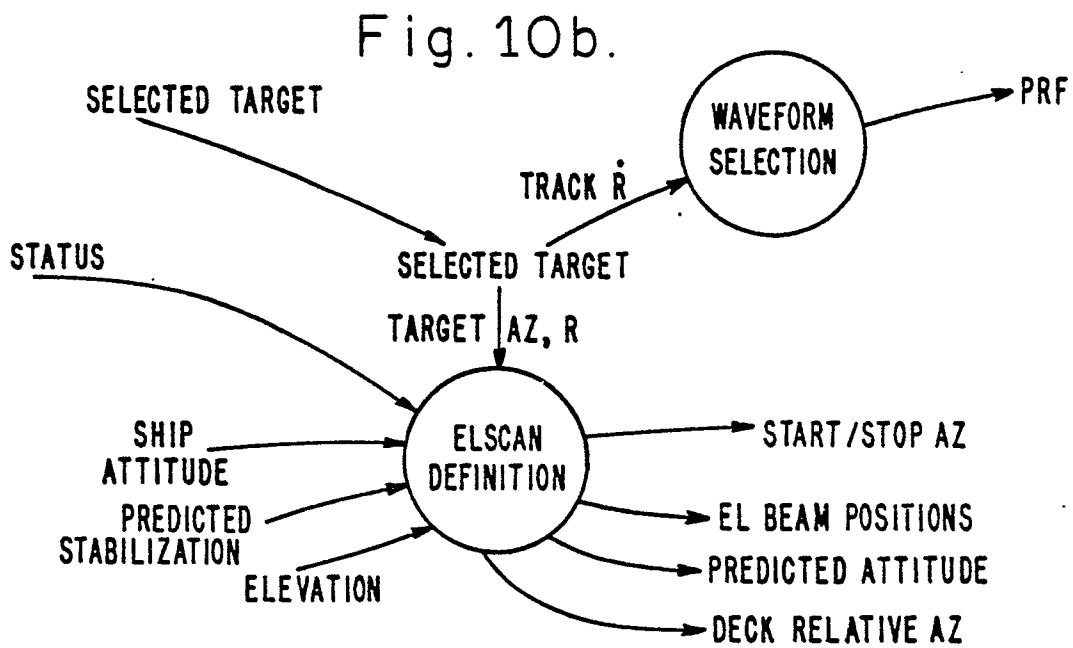 Fig. 10b.
SELECTED TARGET
WAVEFORM
SELECTION
PRF
TRACK Ṙ
STATUS
SELECTED TARGET
TARGET AZ, R
SHIP
ATTITUDE
ELSCAN
DEFINITION
START/STOP AZ
PREDICTED
STABILIZATION
EL BEAM POSITIONS
ELEVATION
PREDICTED ATTITUDE
DECK RELATIVE AZ